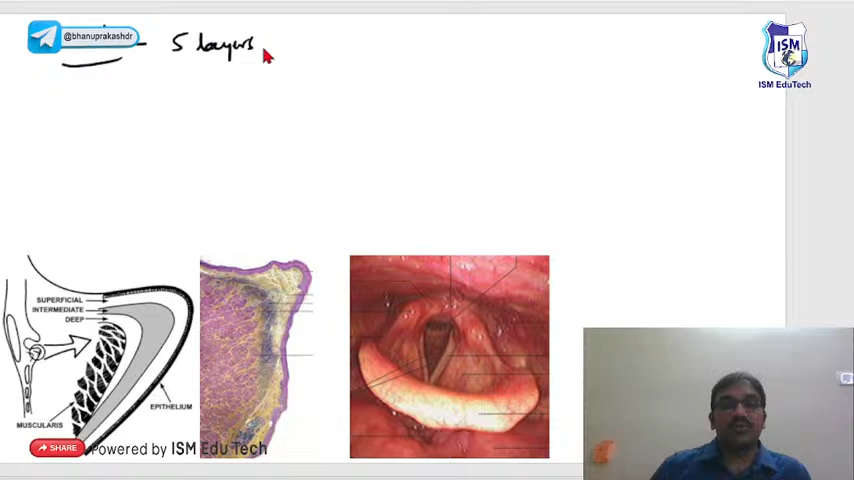 @bhanuprakashdr
- 5 layers
ISM
ISM EduTech
SUPERFICIAL
INTERMEDIATE
DEEP
EPITHELIUM
MUSCULARIS
SHARE
Powered by ISM Edu Tech